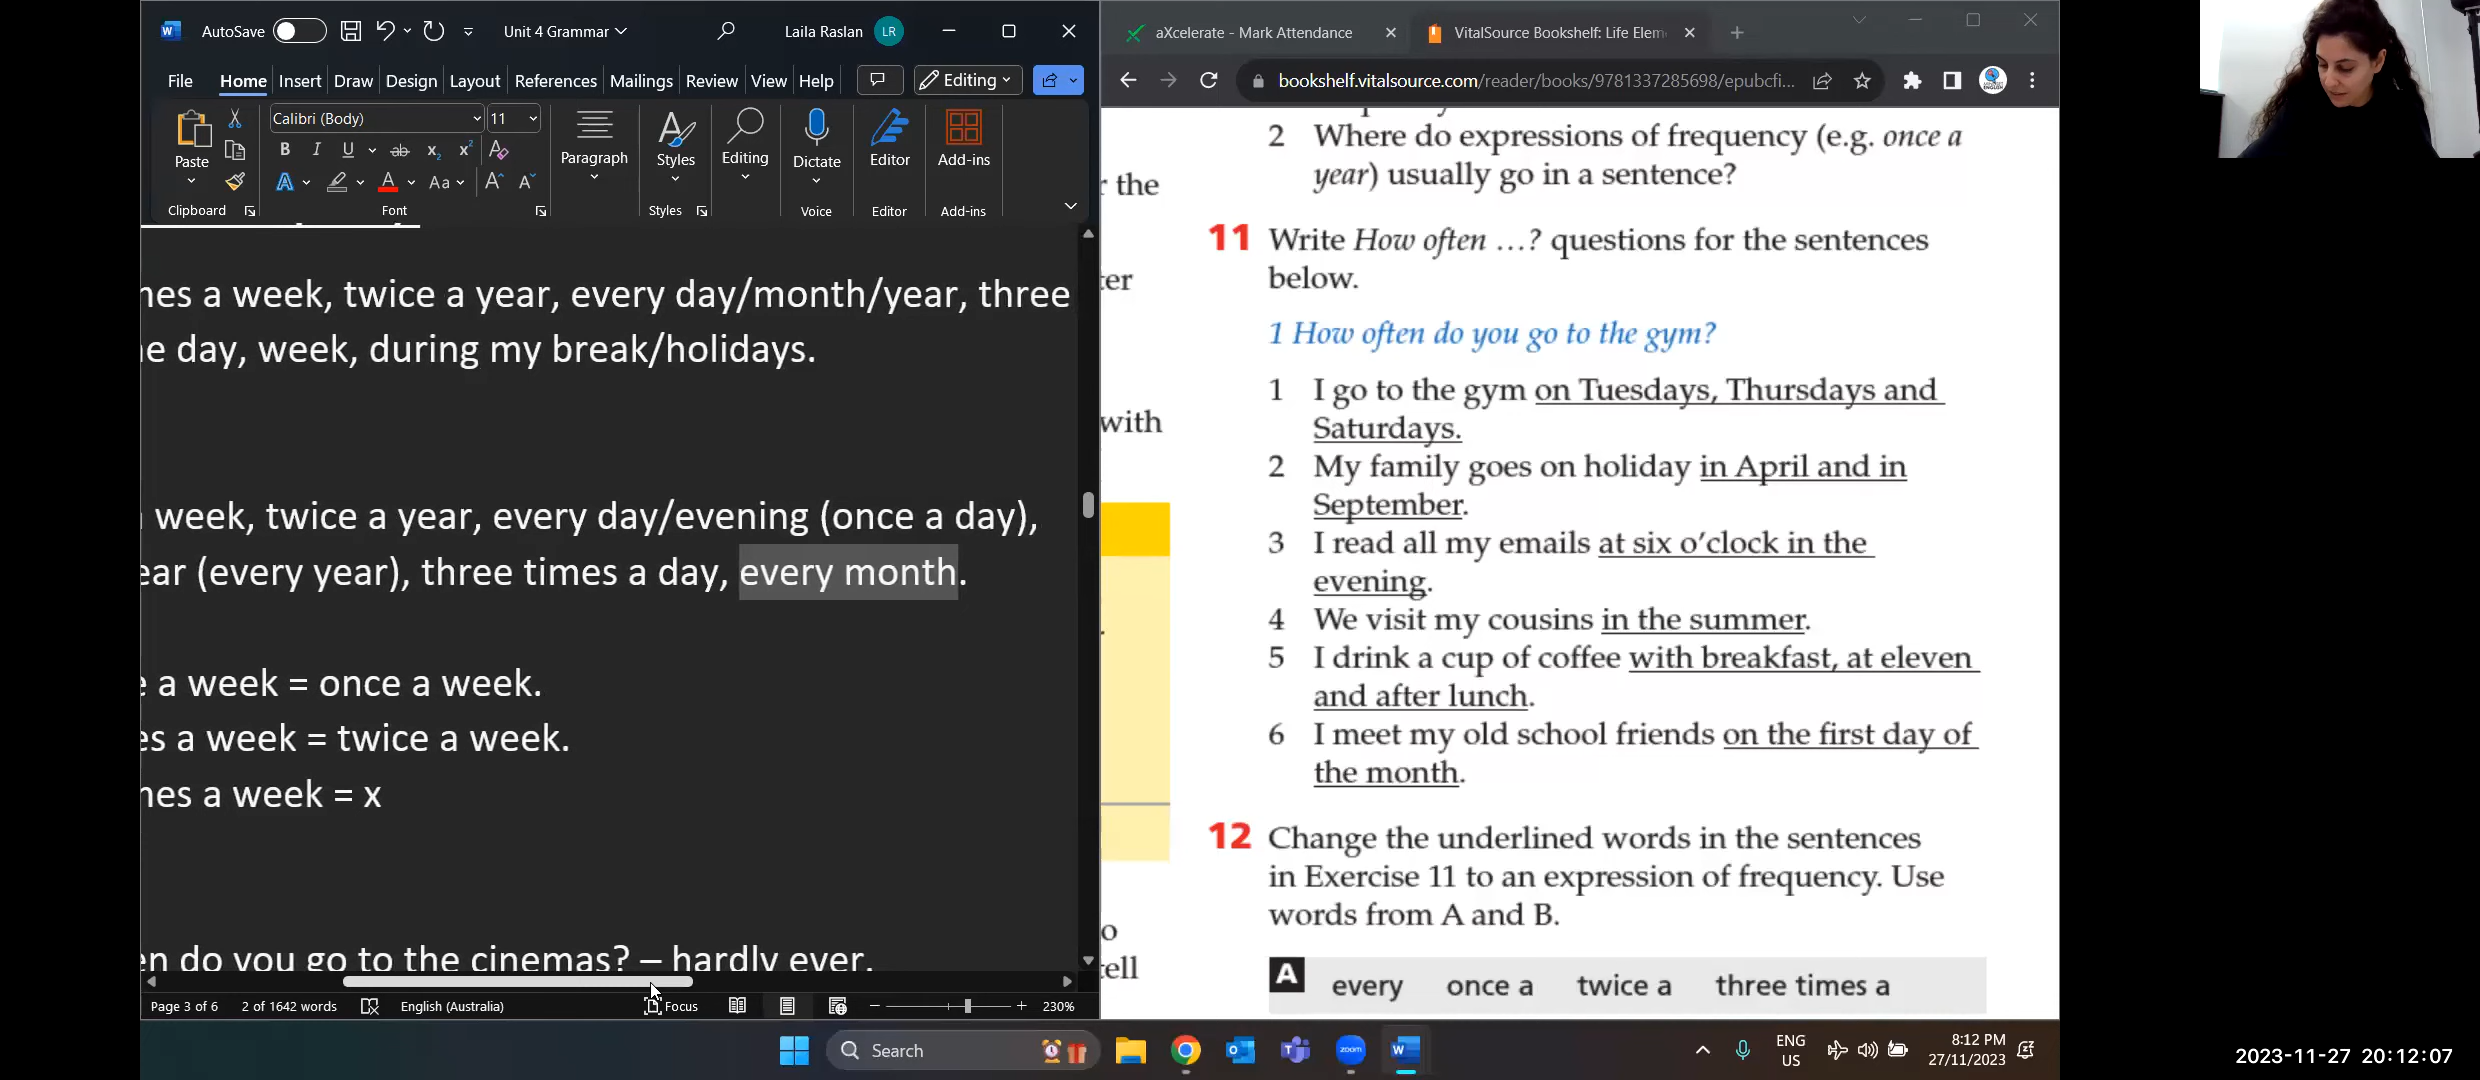 AutoSave
Unit 4 Grammar
Laila Raslan
LR
File Home Insert Draw Design Layout References Mailings Review View Help
Editing
Calibri (Body)
11
Paste
Paragraph
Styles
Editing
Dictate
Editor
Add-ins
Clipboard
Font
Styles
Voice
Editor
Add-ins
a week, twice a year, every day/month/year, three
day, week, during my break/holidays.
week, twice a year, every day/evening (once a day),
(every year), three times a day, every month.
a week = once a week.
a week = twice a week.
a week = x
do you go to the cinemas? – hardly ever.
Page 3 of 6
2 of 1642 words
English (Australia)
Focus
230%
aXcelerate - Mark Attendance
VitalSource Bookshelf: Life Elem
bookshelf.vitalsource.com/reader/books/9781337285698/epubcfi...
the
with
2 Where do expressions of frequency (e.g. once a
year) usually go in a sentence?
11 Write How often …? questions for the sentences
below.
1 How often do you go to the gym?
1 I go to the gym on Tuesdays, Thursdays and
Saturdays.
2 My family goes on holiday in April and in
September.
3 I read all my emails at six o’clock in the
evening.
4 We visit my cousins in the summer.
5 I drink a cup of coffee with breakfast, at eleven
and after lunch.
6 I meet my old school friends on the first day of
the month.
12 Change the underlined words in the sentences
in Exercise 11 to an expression of frequency. Use
words from A and B.
A every once a twice a three times a
Search
zoom
ENG
US
8:12 PM
27/11/2023
2023-11-27 20:12:07